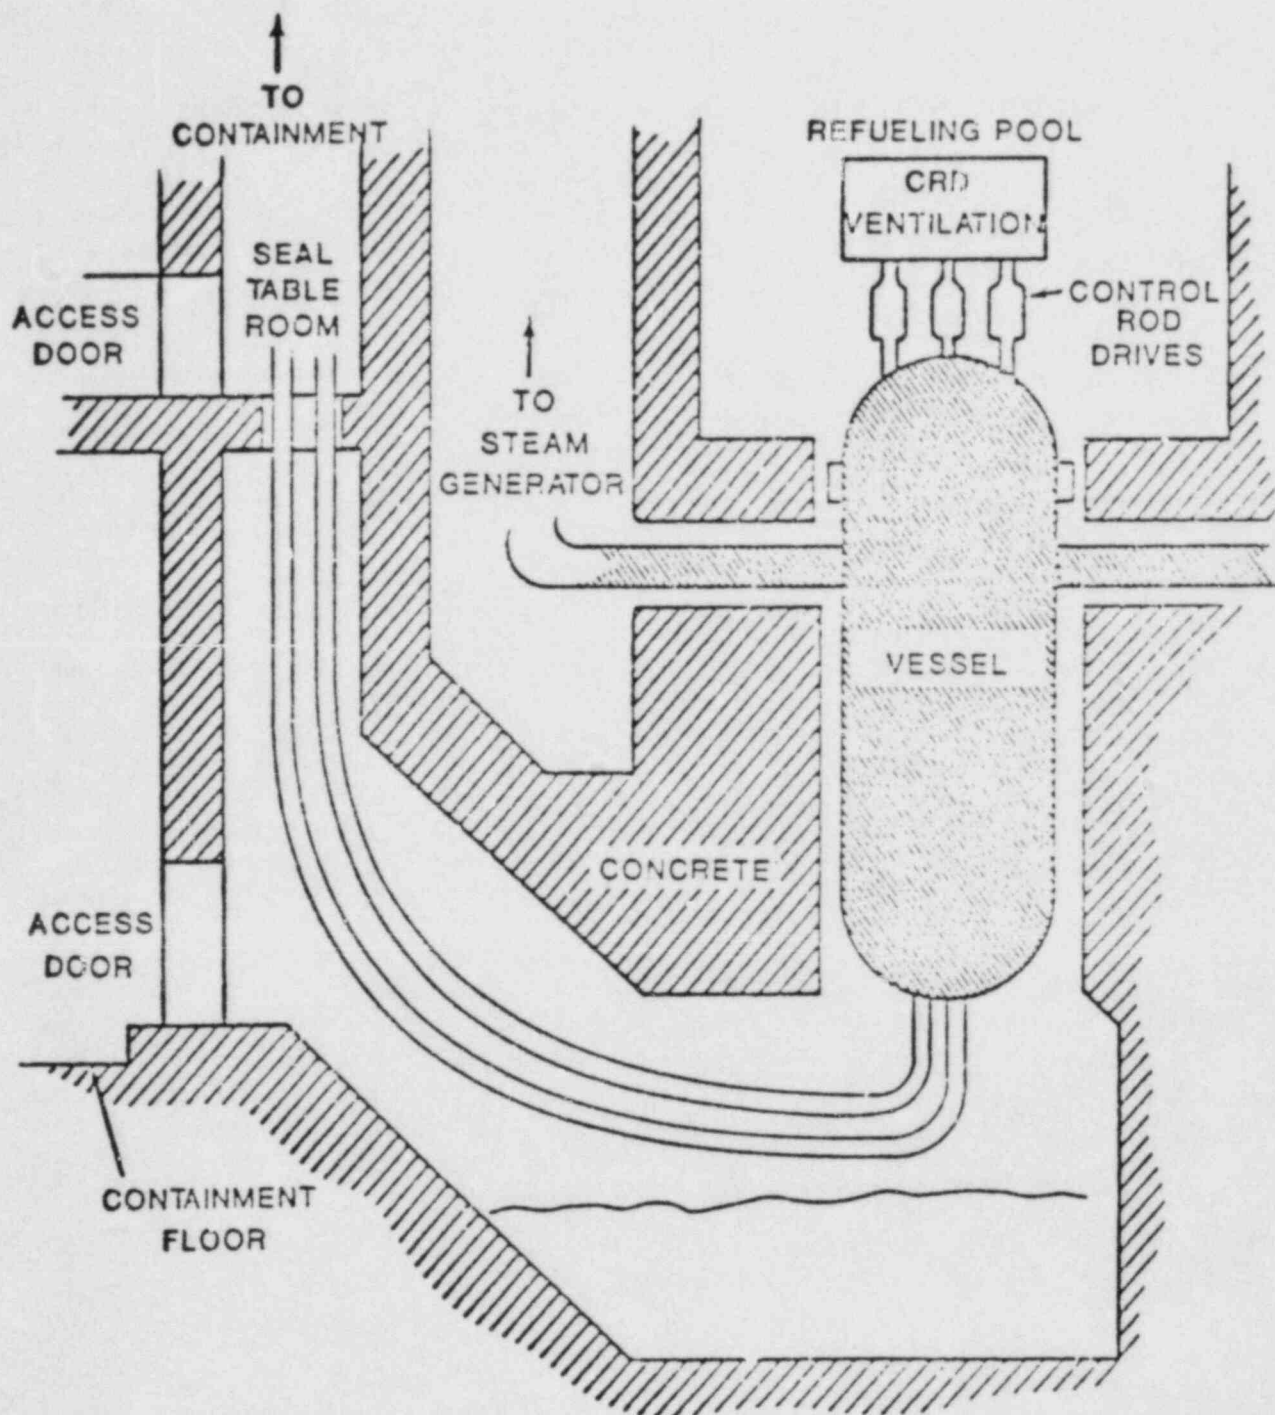 TO
CONTAINMENT
REFUELING POOL
CRD
VENTILATION
SEAL
TABLE
ROOM
ACCESS
DOOR
CONTROL
ROD
DRIVES
TO
STEAM
GENERATOR
VESSEL
CONCRETE
ACCESS
DOOR
CONTAINMENT
FLOOR